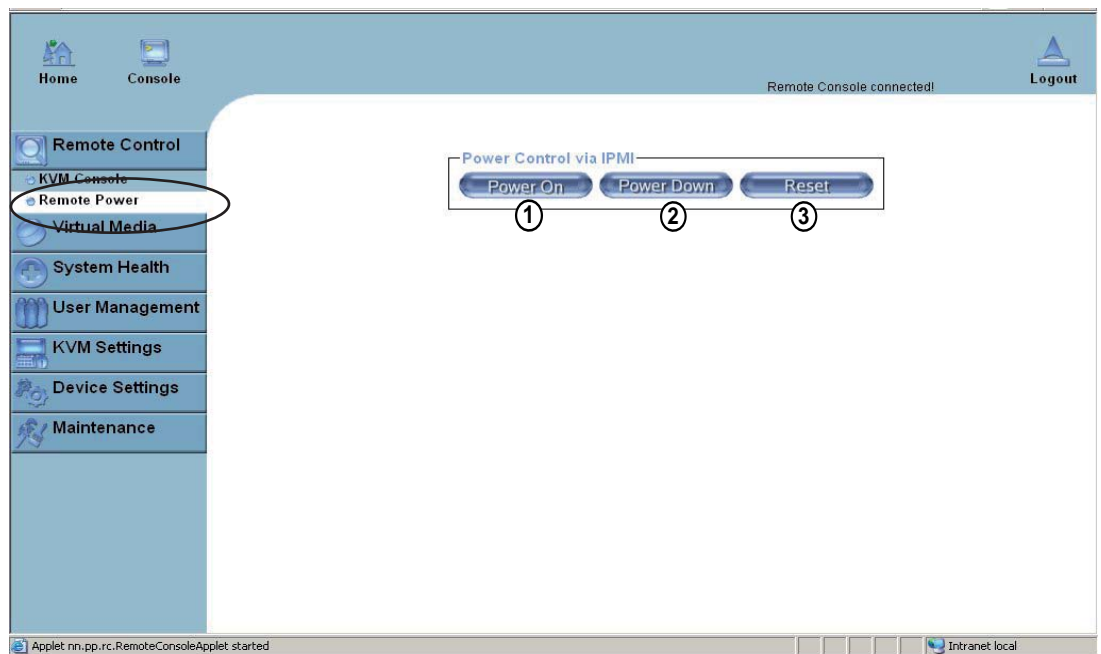 Home Console
Remote Console connected!
Logout
Remote Control
KVM Console
Remote Power
Virtual Media
System Health
User Management
KVM Settings
Device Settings
Maintenance
Power Control via IPMI
Power On Power Down Reset
1 2 3
Applet nn.pp.rc.RemoteConsoleApplet started
Intranet local